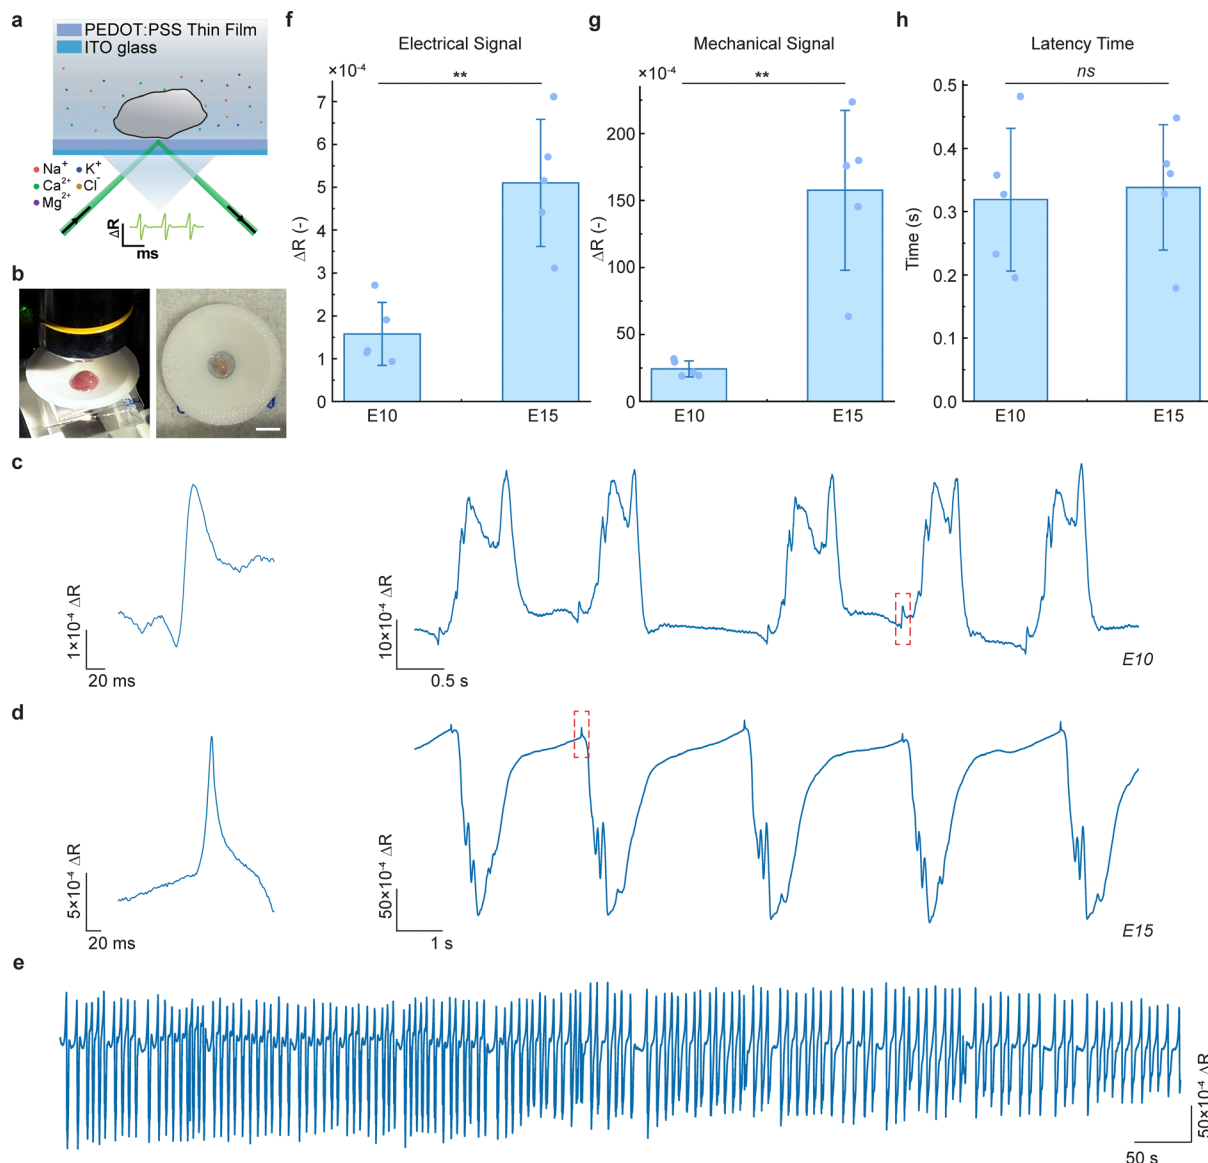 a
PEDOT:PSS Thin Film
ITO glass
Na⁺ K⁺
Ca²⁺ Cl⁻
Mg²⁺
ΔR
ms
b
f
Electrical Signal
×10⁻⁴
**
ΔR (-)
7
6
5
4
3
2
1
0
E10 E15
g
Mechanical Signal
×10⁻⁴
**
ΔR (-)
200
150
100
50
0
E10 E15
h
Latency Time
ns
Time (s)
0.5
0.4
0.3
0.2
0.1
0.0
E10 E15
c
1×10⁻⁴ ΔR
20 ms
10×10⁻⁴ ΔR
0.5 s
E10
d
5×10⁻⁴ ΔR
20 ms
50×10⁻⁴ ΔR
1 s
E15
e
50×10⁻⁴ ΔR
50 s